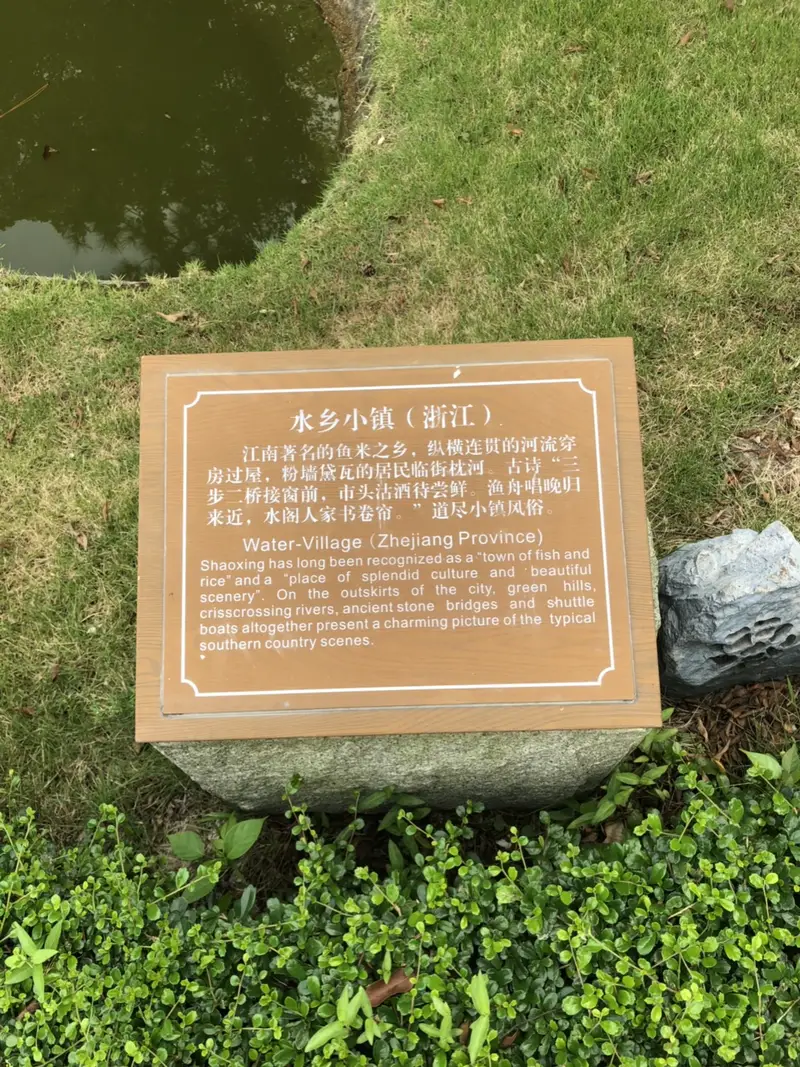 水乡小镇（浙江）
江南著名的鱼米之乡，纵横连贯的河流穿
房过屋，粉墙黛瓦的居民临街枕河。古诗“三
步二桥接窗前，市头沽酒待尝鲜。渔舟唱晚归
来近，水阁人家书卷帘。”道尽小镇风俗。
Water-Village (Zhejiang Province)
Shaoxing has long been recognized as a “town of fish and
rice” and a “place of splendid culture and beautiful
scenery”. On the outskirts of the city, green hills,
crisscrossing rivers, ancient stone bridges and shuttle
boats altogether present a charming picture of the typical
southern country scenes.